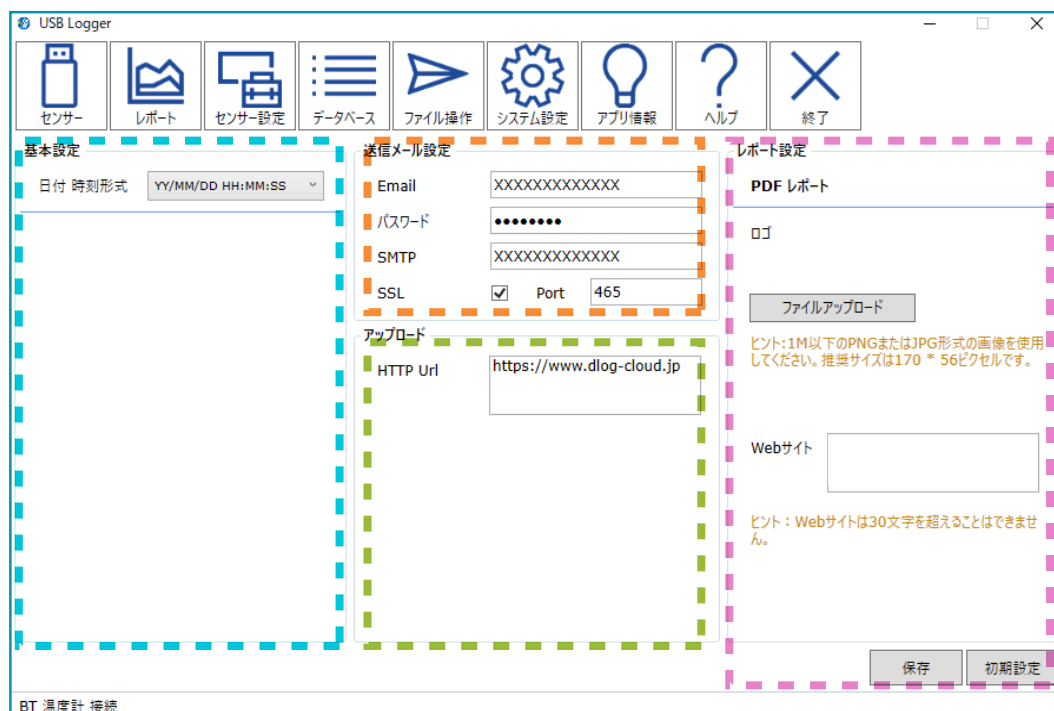 USB Logger
センサー
レポート
センサー設定
データベース
ファイル操作
システム設定
アプリ情報
ヘルプ
終了
基本設定
日付 時刻形式 YY/MM/DD HH:MM:SS
送信メール設定
Email XXXXXXXXXXXXX
パスワード ●●●●●●●●
SMTP XXXXXXXXXXXXX
SSL Port 465
アップロード
HTTP Url https://www.dlog-cloud.jp
レポート設定
PDF レポート
ロゴ
ファイルアップロード
ヒント:1M以下のPNGまたはJPG形式の画像を使用
してください。推奨サイズは170 * 56ピクセルです。
Webサイト
ヒント：Webサイトは30文字を超えることはできませ
ん。
保存
初期設定
BT 温度計 接続